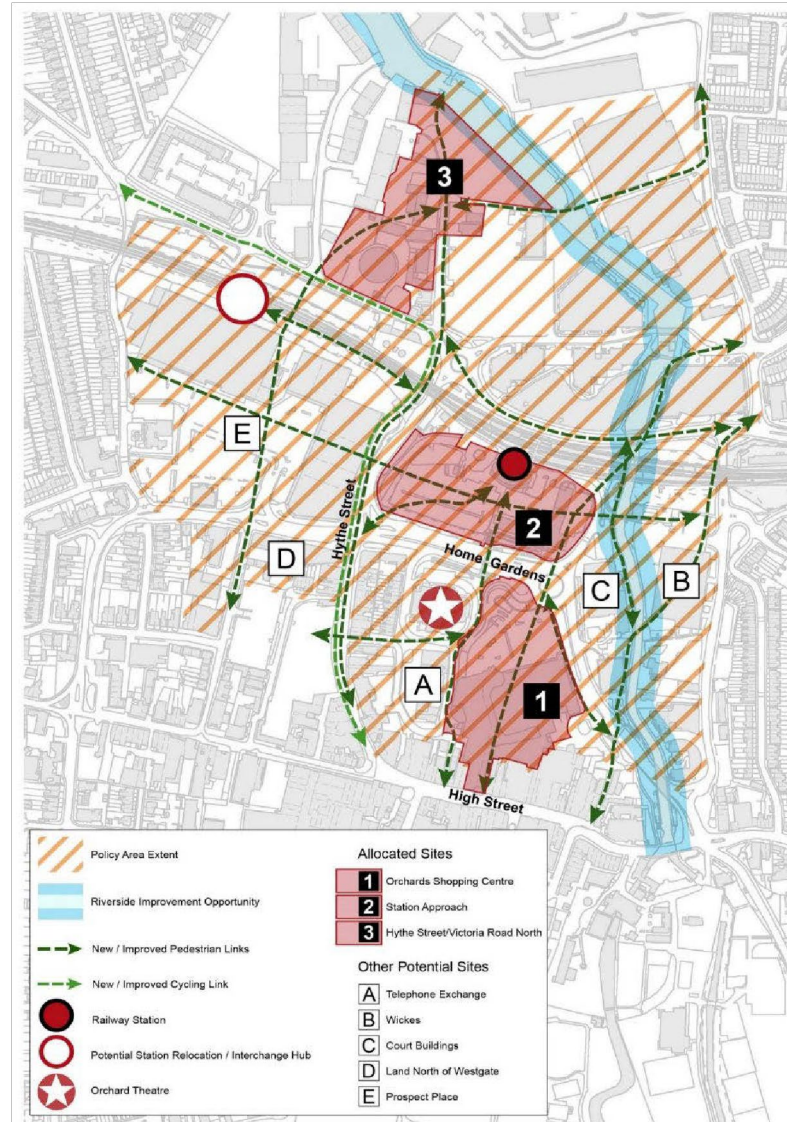 3
E
Hythe Street
2
D
Home Gardens
C
B
A
1
High Street
Policy Area Extent
Riverside Improvement Opportunity
New / Improved Pedestrian Links
New / Improved Cycling Link
Railway Station
Potential Station Relocation / Interchange Hub
Orchard Theatre
Allocated Sites
1 Orchards Shopping Centre
2 Station Approach
3 Hythe Street/Victoria Road North
Other Potential Sites
A Telephone Exchange
B Wickes
C Court Buildings
D Land North of Westgate
E Prospect Place